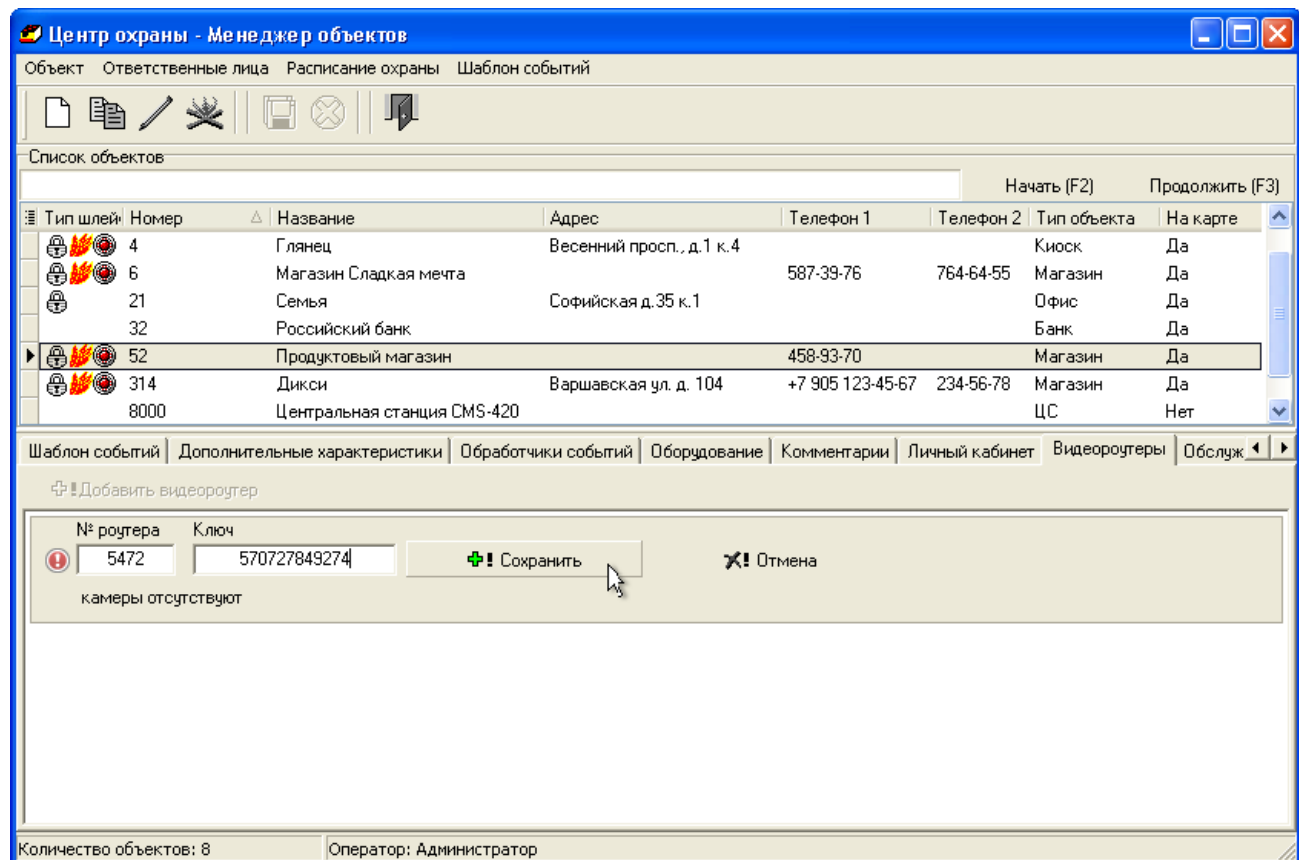 Центр охраны - Менеджер объектов
Объект Ответственные лица Расписание охраны Шаблон событий
Список объектов
Начать (F2) Продолжить (F3)
Тип шлей Номер Название Адрес Телефон 1 Телефон 2 Тип объекта На карте
4 Глянец Весенний просп., д.1 к.4 Киоск Да
6 Магазин Сладкая мечта 587-39-76 764-64-55 Магазин Да
21 Семья Софийская д.35 к.1 Офис Да
32 Российский банк Банк Да
52 Продуктовый магазин 458-93-70 Магазин Да
314 Дикси Варшавская ул. д. 104 +7 905 123-45-67 234-56-78 Магазин Да
8000 Центральная станция CMS-420 ЦС Нет
Шаблон событий Дополнительные характеристики Обработчики событий Оборудование Комментарии Личный кабинет Видеороутеры Обслуж
Добавить видеороутер
№ роутера Ключ
5472 570727849274 Сохранить Отмена
камеры отсутствуют
Количество объектов: 8 Оператор: Администратор